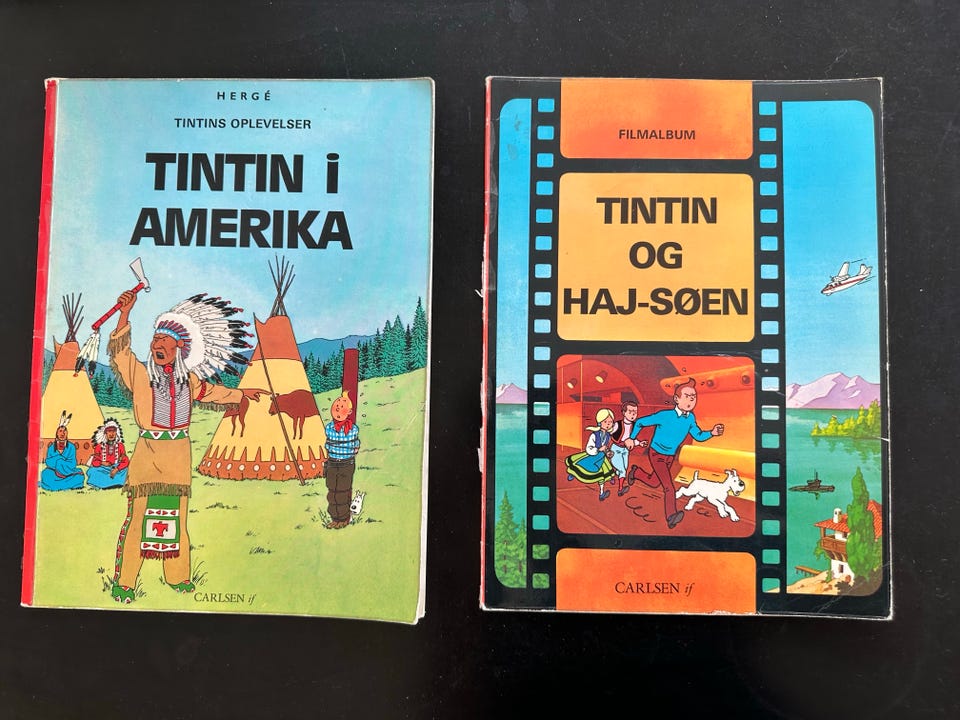 HERGÉ
TINTINS OPLEVELSER
TINTIN i
AMERIKA
CARLSEN if
FILMALBUM
TINTIN
OG
HAJ-SØEN
CARLSEN if